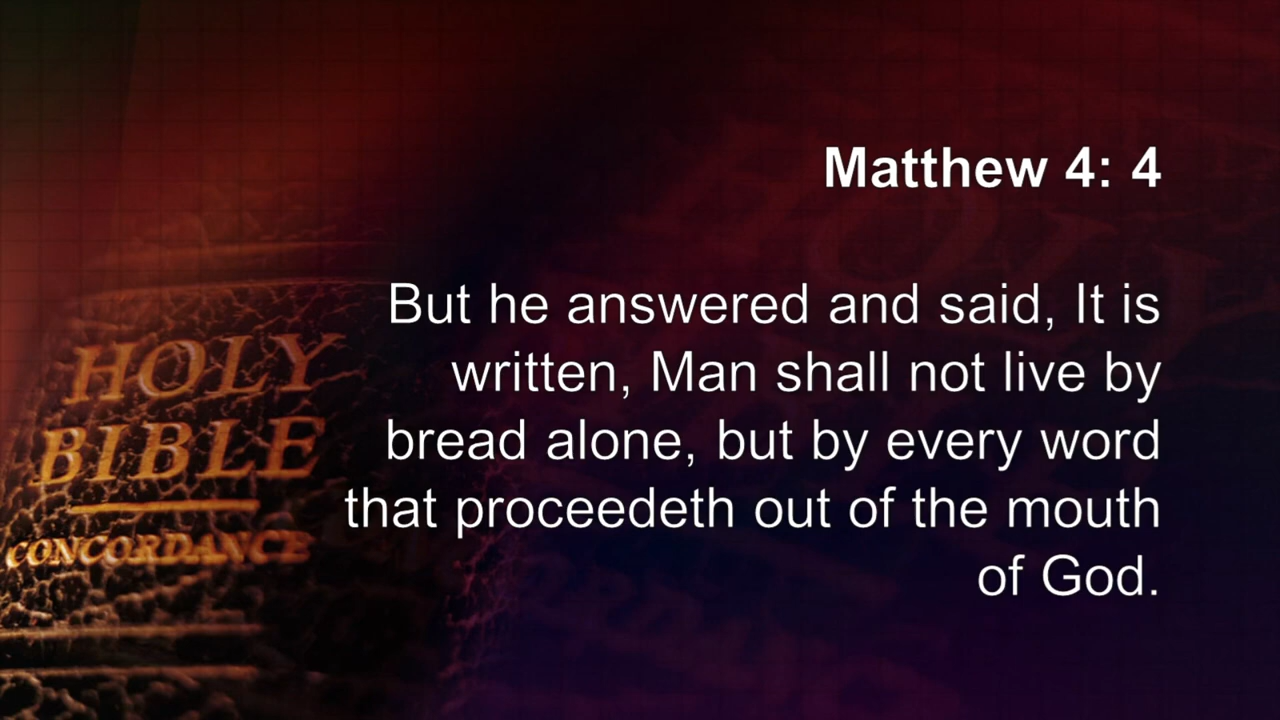 Matthew 4: 4
But he answered and said, It is
written, Man shall not live by
bread alone, but by every word
that proceedeth out of the mouth
of God.
HOLY
BIBLE
CONCORDANCE